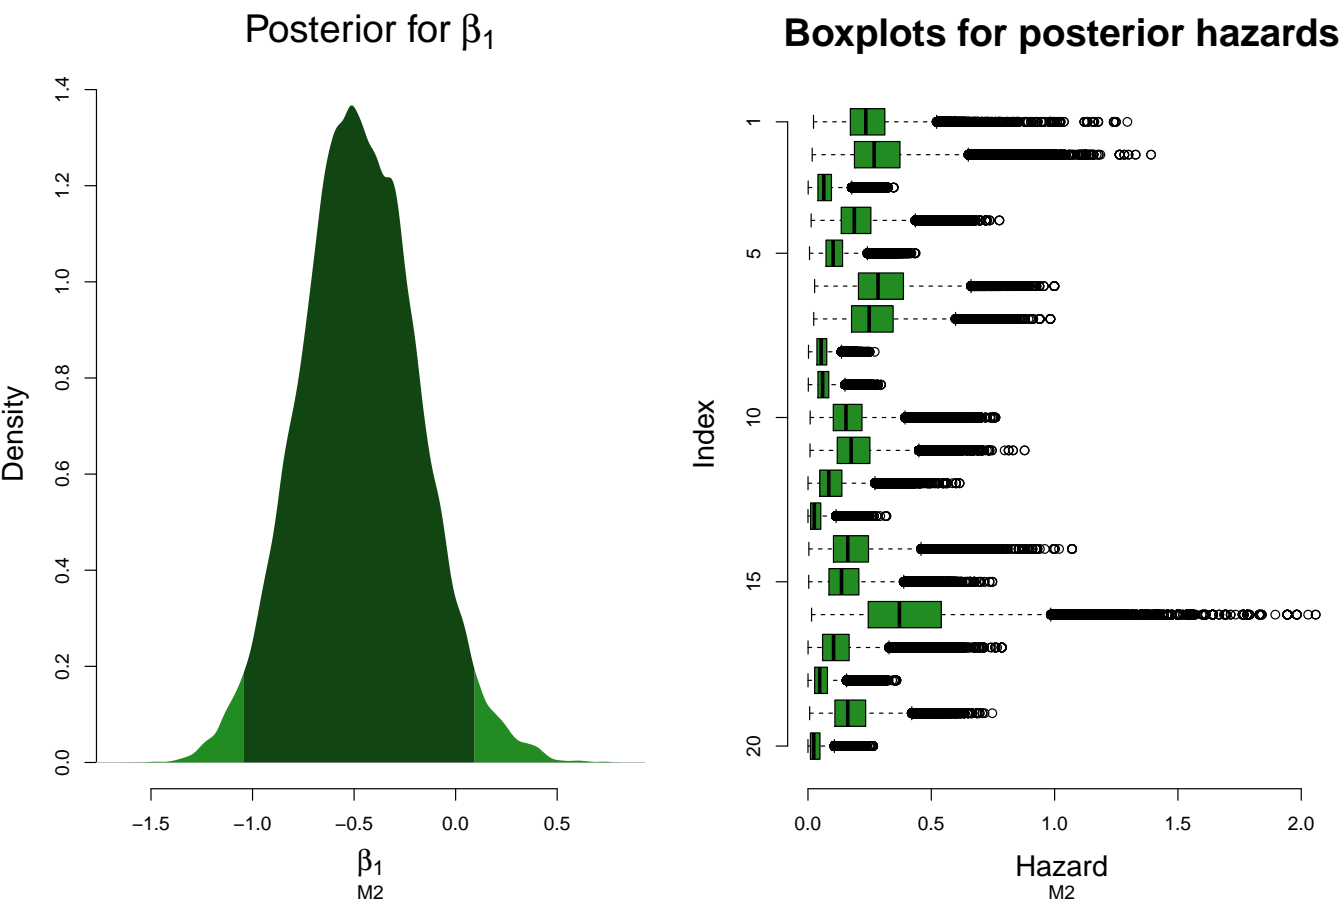 Posterior for β1
Density
0.0 0.2 0.4 0.6 0.8 1.0 1.2 1.4
−1.5 −1.0 −0.5 0.0 0.5
β1
M2
Boxplots for posterior hazards
Index
1 5 10 15 20
0.0 0.5 1.0 1.5 2.0
Hazard
M2